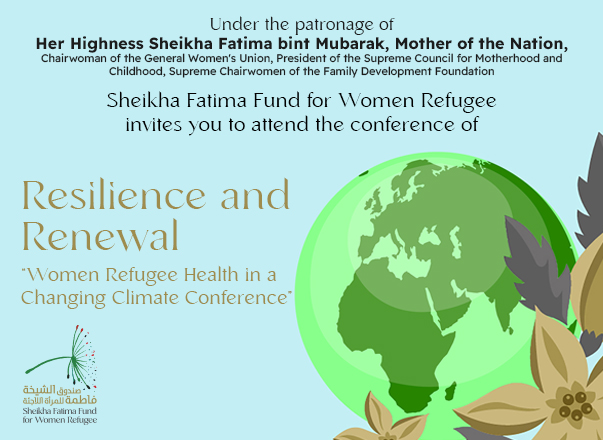 Under the patronage of
Her Highness Sheikha Fatima bint Mubarak, Mother of the Nation,
Chairwoman of the General Women's Union, President of the Supreme Council for Motherhood and
Childhood, Supreme Chairwomen of the Family Development Foundation
Sheikha Fatima Fund for Women Refugee
invites you to attend the conference of
Resilience and
Renewal
"Women Refugee Health in a
Changing Climate Conference"
صندوق الشيخة
فاطمة للمرأة اللاجئة
Sheikha Fatima Fund
for Women Refugee